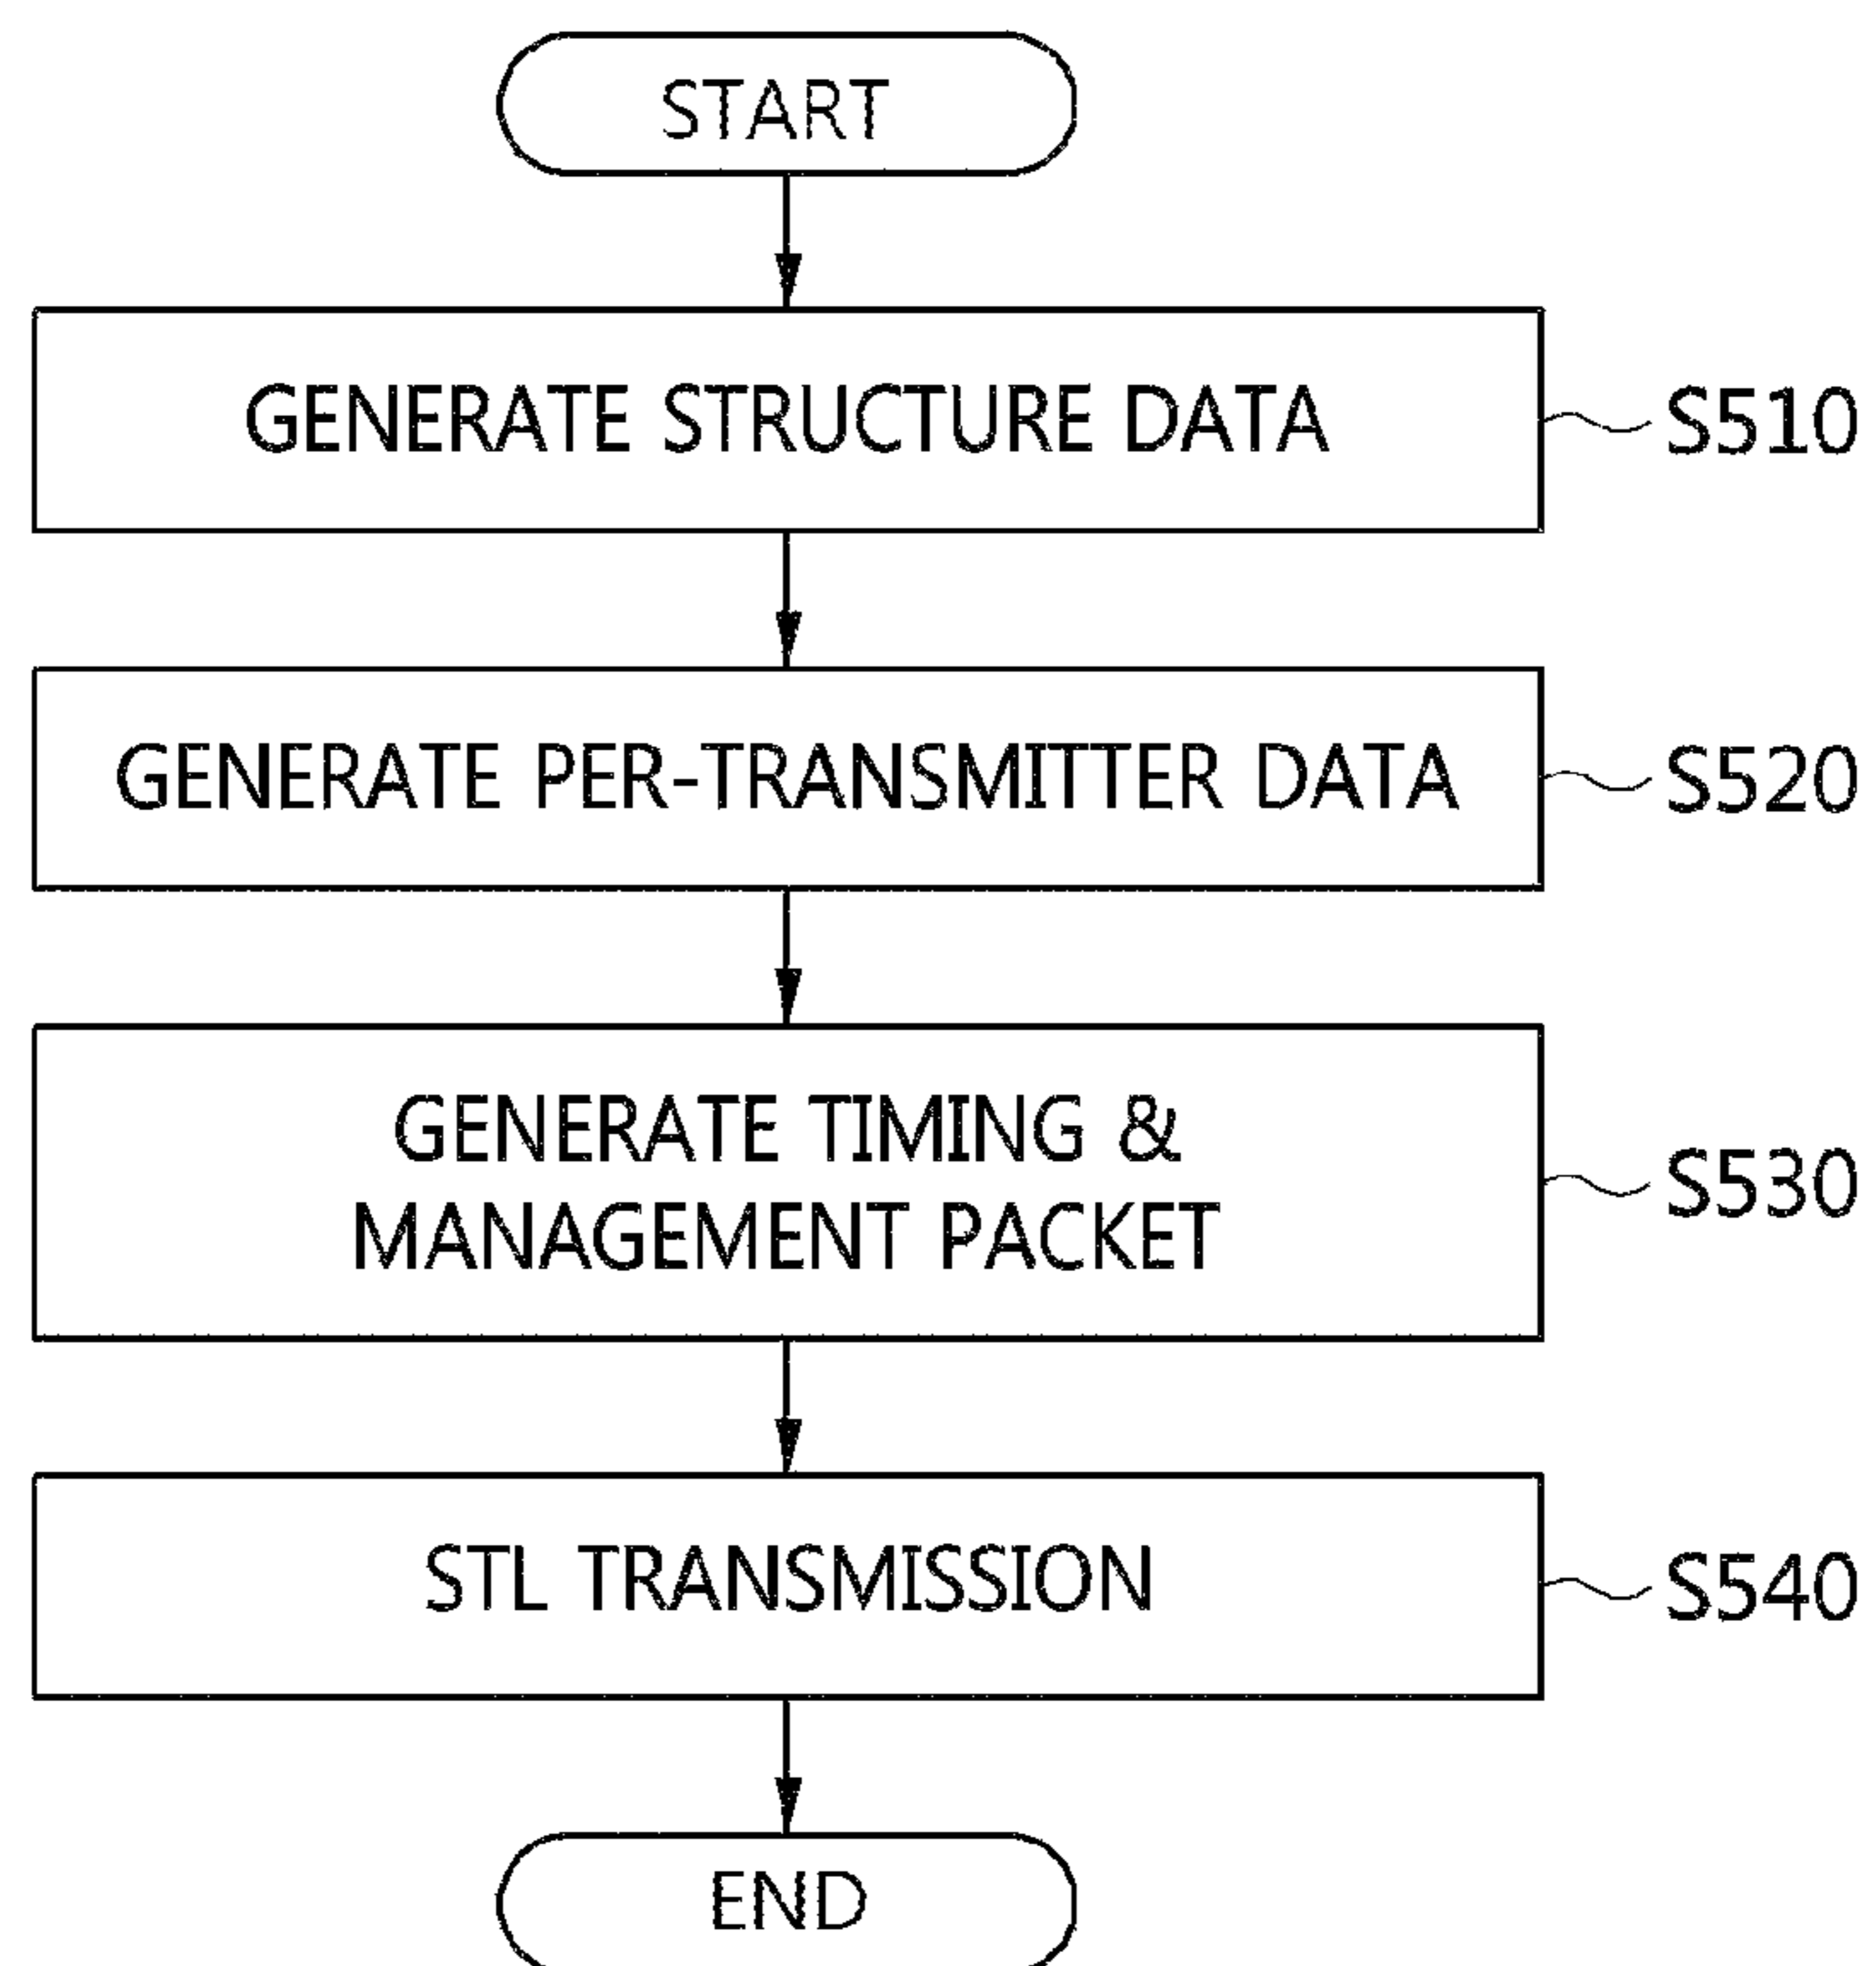 START
GENERATE STRUCTURE DATA
S510
GENERATE PER-TRANSMITTER DATA
S520
GENERATE TIMING &
MANAGEMENT PACKET
S530
STL TRANSMISSION
S540
END